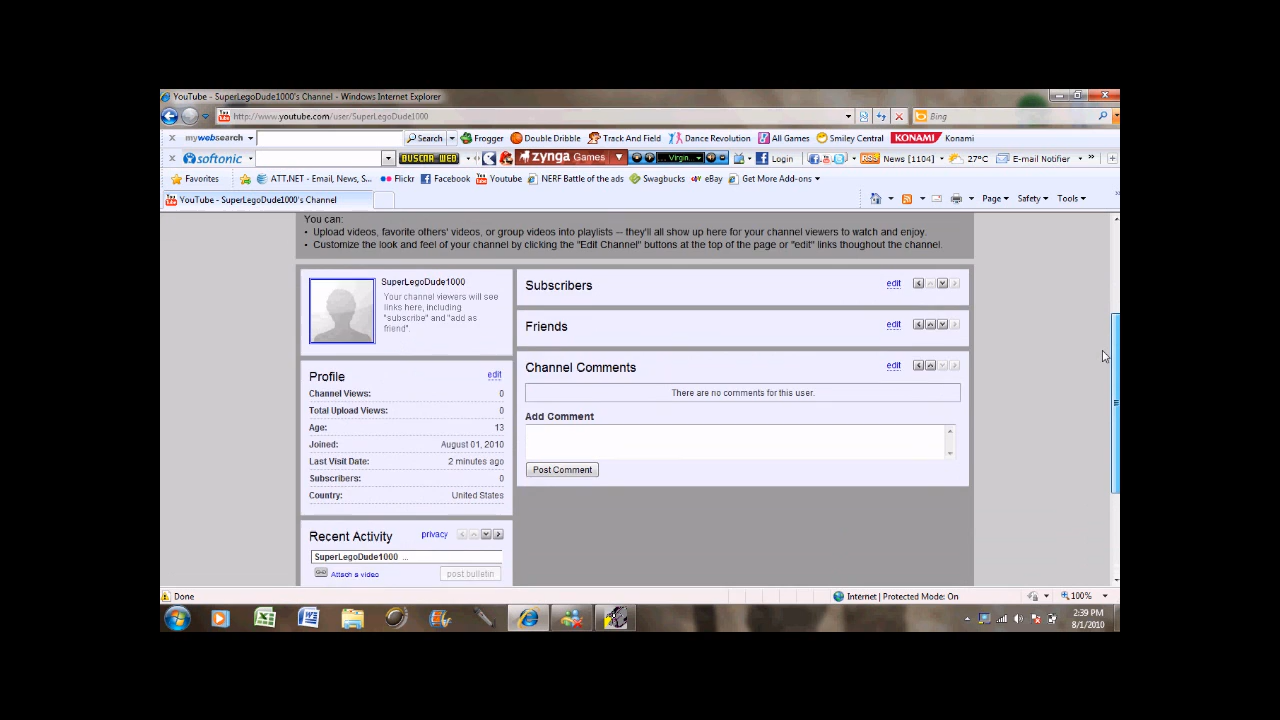 YouTube - SuperLegoDude1000's Channel - Windows Internet Explorer
http://www.youtube.com/user/SuperLegoDude1000
Bing
mywebsearch Search Frogger Double Dribble Track And Field Dance Revolution All Games Smiley Central KONAMI Konami
softonic BUSCAR WEB zynga Games Virgin... Login RSS News [1104] 27°C E-mail Notifier
Favorites ATT.NET - Email, News, S... Flickr Facebook Youtube NERF Battle of the ads Swagbucks eBay Get More Add-ons
YouTube - SuperLegoDude1000's Channel Page Safety Tools
You can:
• Upload videos, favorite others' videos, or group videos into playlists -- they'll all show up here for your channel viewers to watch and enjoy.
• Customize the look and feel of your channel by clicking the "Edit Channel" buttons at the top of the page or "edit" links thoughout the channel.
SuperLegoDude1000
Your channel viewers will see
links here, including
"subscribe" and "add as
friend".
Profile edit
Channel Views: 0
Total Upload Views: 0
Age: 13
Joined: August 01, 2010
Last Visit Date: 2 minutes ago
Subscribers: 0
Country: United States
Recent Activity privacy
SuperLegoDude1000 ...
Attach a video post bulletin
Subscribers edit
Friends edit
Channel Comments edit
There are no comments for this user.
Add Comment
Post Comment
Done Internet | Protected Mode: On 100%
2:39 PM
8/1/2010